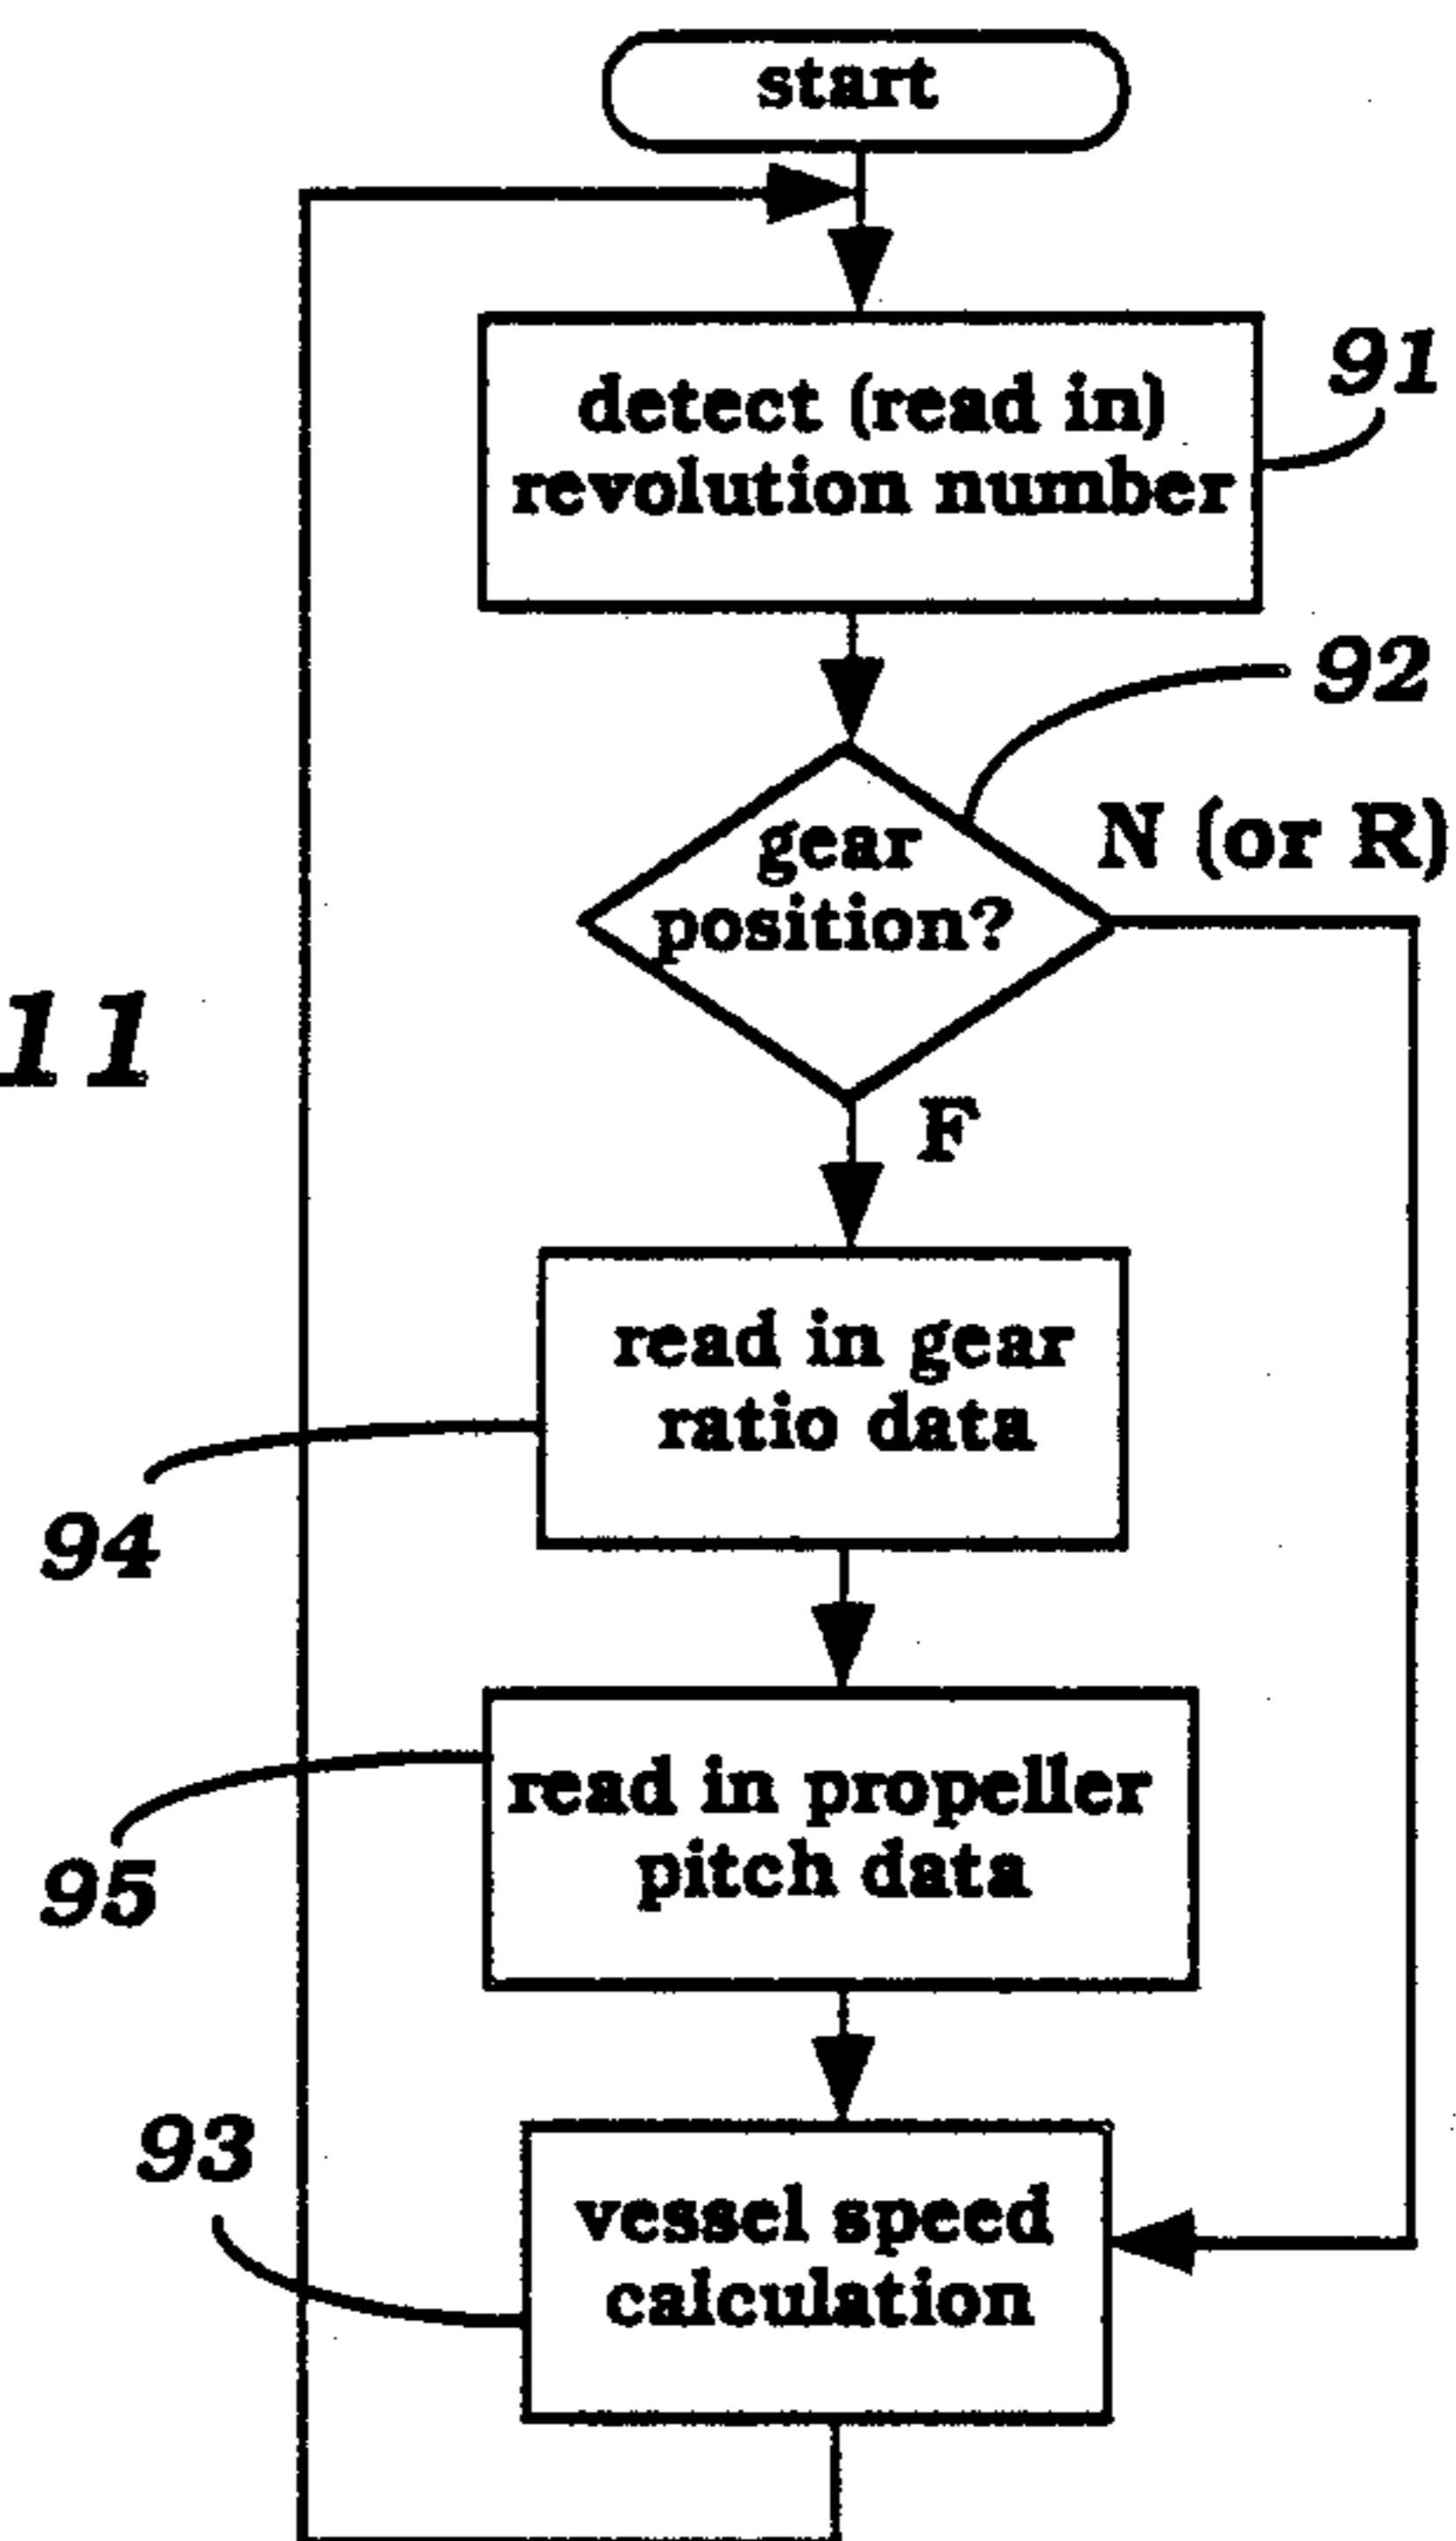 start
detect (read in)
revolution number
91
92
gear
position?
N (or R)
11
F
read in gear
ratio data
94
read in propeller
pitch data
95
93
vessel speed
calculation